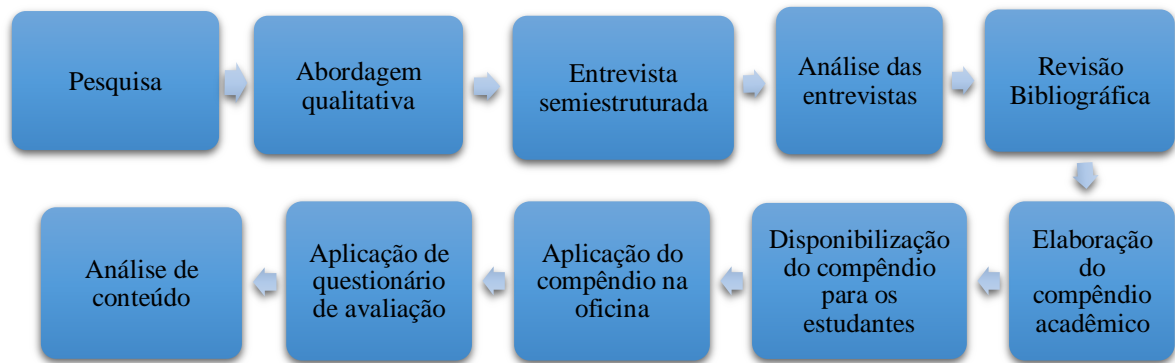 Pesquisa
Abordagem
qualitativa
Entrevista
semiestruturada
Análise das
entrevistas
Revisão
Bibliográfica
Elaboração
do
compêndio
acadêmico
Disponibilização
do compêndio
para os
estudantes
Aplicação do
compêndio na
oficina
Aplicação de
questionário
de avaliação
Análise de
conteúdo